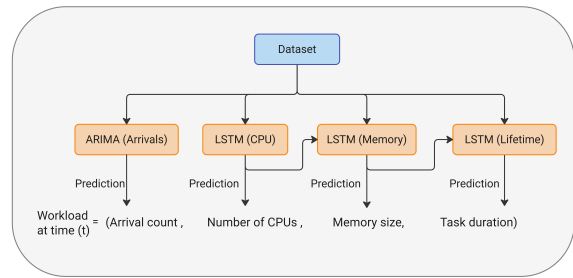 Dataset
ARIMA (Arrivals)
LSTM (CPU)
LSTM (Memory)
LSTM (Lifetime)
Prediction
Prediction
Prediction
Prediction
Workload
at time (t)
= (Arrival count ,
Number of CPUs ,
Memory size,
Task duration)